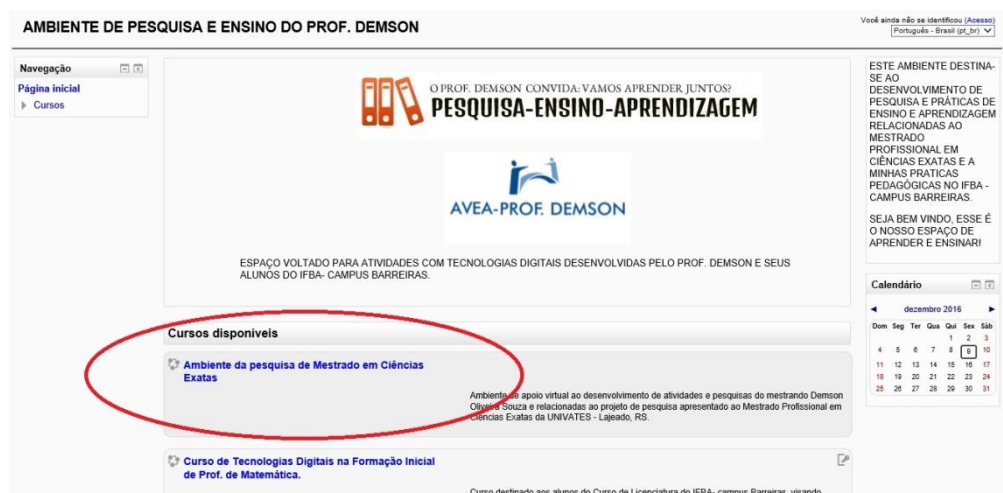 AMBIENTE DE PESQUISA E ENSINO DO PROF. DEMSON
Você ainda não se identificou (Acesso)
Português - Brasil (pt_br)
Navegação
Página inicial
Cursos
O PROF. DEMSON CONVIDA: VAMOS APRENDER JUNTOS?
PESQUISA-ENSINO-APRENDIZAGEM
AVEA-PROF. DEMSON
ESPAÇO VOLTADO PARA ATIVIDADES COM TECNOLOGIAS DIGITAIS DESENVOLVIDAS PELO PROF. DEMSON E SEUS
ALUNOS DO IFBA- CAMPUS BARREIRAS.
Cursos disponíveis
Ambiente da pesquisa de Mestrado em Ciências
Exatas
Ambiente de apoio virtual ao desenvolvimento de atividades e pesquisas do mestrando Demson
Oliveira Souza e relacionadas ao projeto de pesquisa apresentado ao Mestrado Profissional em
Ciências Exatas da UNIVATES - Lajeado, RS.
Curso de Tecnologias Digitais na Formação Inicial
de Prof. de Matemática.
Curso destinado aos alunos do Curso de Licenciatura do IFBA- campus Barreiras, visando
ESTE AMBIENTE DESTINA-
SE AO
DESENVOLVIMENTO DE
PESQUISA E PRÁTICAS DE
ENSINO E APRENDIZAGEM
RELACIONADAS AO
MESTRADO
PROFISSIONAL EM
CIÊNCIAS EXATAS E A
MINHAS PRATICAS
PEDAGÓGICAS NO IFBA -
CAMPUS BARREIRAS.
SEJA BEM VINDO, ESSE É
O NOSSO ESPAÇO DE
APRENDER E ENSINAR!
Calendário
dezembro 2016
Dom Seg Ter Qua Qui Sex Sáb
1 2 3
4 5 6 7 8 9 10
11 12 13 14 15 16 17
18 19 20 21 22 23 24
25 26 27 28 29 30 31